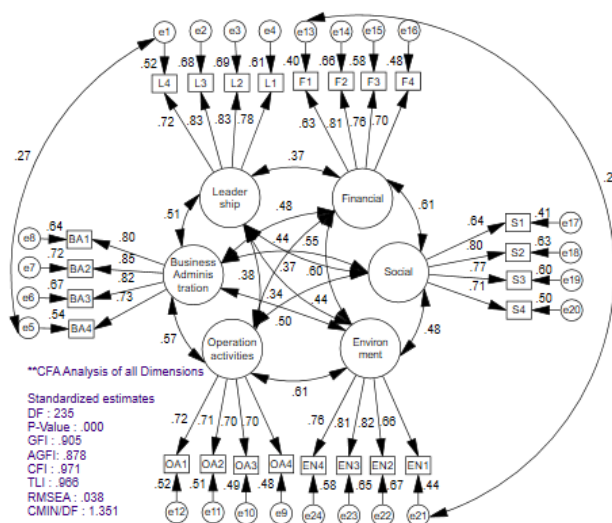 e1 e2 e3 e4 e13 e14 e15 e16
.52 .68 .69 .61 .40 .66 .58 .48
L4 L3 L2 L1 F1 F2 F3 F4
.72 .83 .83 .78 .63 .81 .76 .70
.27
.37
Leader
ship
Financial
.51 .48 .61
.44 .55
e8 .64 BA1 .80
e7 .72 BA2 .85
e6 .67 BA3 .82
e5 .54 BA4 .73
Business
Adminis
tration
Social
.64 S1 .41 e17
.80 S2 .63 e18
.77 S3 .60 e19
.71 S4 .50 e20
.38 .37 .60
.34 .44
.50
.57 .48
Operation
activities
Environ
ment
.61
**CFA Analysis of all Dimensions
Standardized estimates
DF : 235
P-Value : .000
GFI : .905
AGFI : .878
CFI : .971
TLI : .966
RMSEA : .038
CMIN/DF : 1.351
.72 .71 .70 .70 .76 .81 .82 .66
OA1 OA2 OA3 OA4 EN4 EN3 EN2 EN1
.52 .51 .49 .48 .58 .65 .67 .44
e12 e11 e10 e9 e24 e23 e22 e21